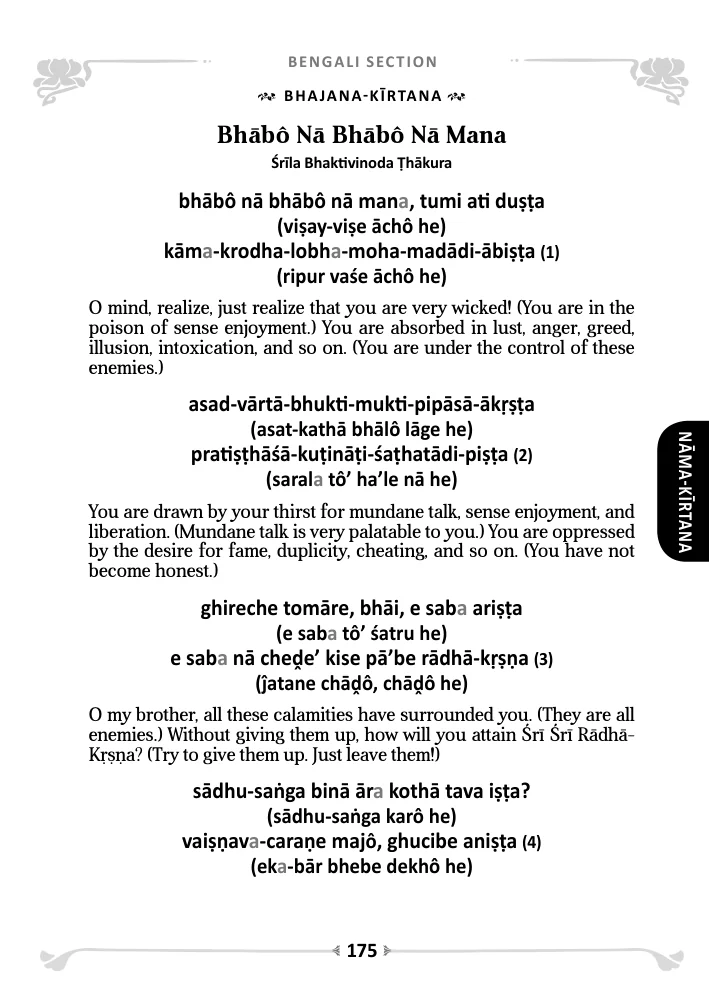 BENGALI SECTION
BHAJANA-KĪRTANA
Bhābô Nā Bhābô Nā Mana
Śrīla Bhaktivinoda Ṭhākura
bhābô nā bhābô nā mana, tumi ati duṣṭa
(viṣay-viṣe āchô he)
kāma-krodha-lobha-moha-madādi-ābiṣṭa (1)
(ripur vaśe āchô he)
O mind, realize, just realize that you are very wicked! (You are in the
poison of sense enjoyment.) You are absorbed in lust, anger, greed,
illusion, intoxication, and so on. (You are under the control of these
enemies.)
asad-vārtā-bhukti-mukti-pipāsā-ākṛṣṭa
(asat-kathā bhālô lāge he)
pratiṣṭhāśā-kuṭināṭi-śaṭhatādi-piṣṭa (2)
(sarala tô’ ha’le nā he)
You are drawn by your thirst for mundane talk, sense enjoyment, and
liberation. (Mundane talk is very palatable to you.) You are oppressed
by the desire for fame, duplicity, cheating, and so on. (You have not
become honest.)
NĀMA-KĪRTANA
ghireche tomāre, bhāi, e saba ariṣṭa
(e saba tô’ śatru he)
e saba nā cheḓe’ kise pā’be rādhā-kṛṣṇa (3)
(ĵatane chāḓô, chāḓô he)
O my brother, all these calamities have surrounded you. (They are all
enemies.) Without giving them up, how will you attain Śrī Śrī Rādhā-
Kṛṣṇa? (Try to give them up. Just leave them!)
sādhu-saṅga binā āra kothā tava iṣṭa?
(sādhu-saṅga karô he)
vaiṣṇava-caraṇe majô, ghucibe aniṣṭa (4)
(eka-bār bhebe dekhô he)
175